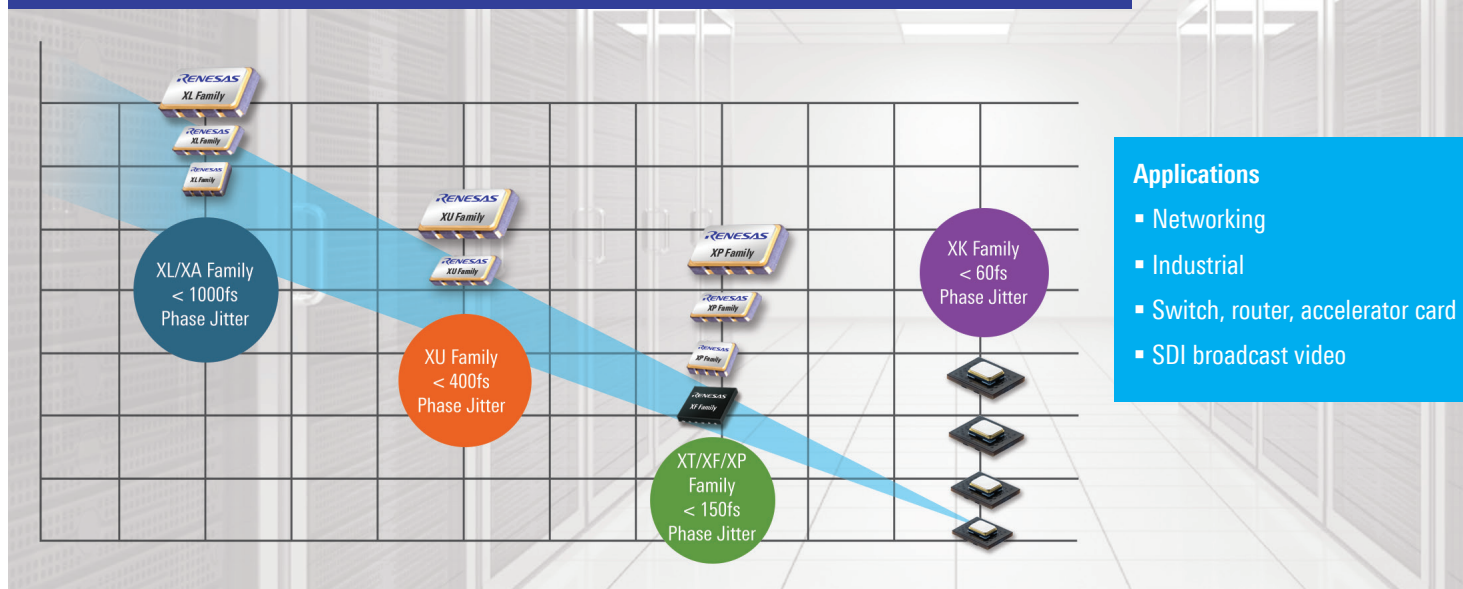 RENESAS
XL Family
RENESAS
XL Family
RENESAS
XL Family
XL/XA Family
< 1000fs
Phase Jitter
RENESAS
XU Family
RENESAS
XU Family
XU Family
< 400fs
Phase Jitter
RENESAS
XP Family
RENESAS
XP Family
RENESAS
XP Family
RENESAS
XF Family
XT/XF/XP
Family
< 150fs
Phase Jitter
XK Family
< 60fs
Phase Jitter
Applications
▪ Networking
▪ Industrial
▪ Switch, router, accelerator card
▪ SDI broadcast video